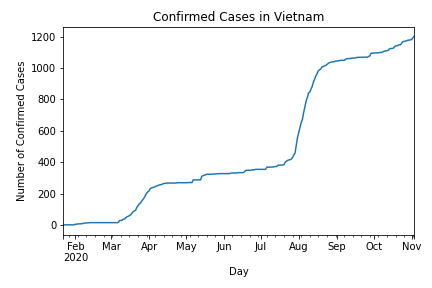 Confirmed Cases in Vietnam
Number of Confirmed Cases
1200
1000
800
600
400
200
0
Feb Mar Apr May Jun Jul Aug Sep Oct Nov
2020
Day